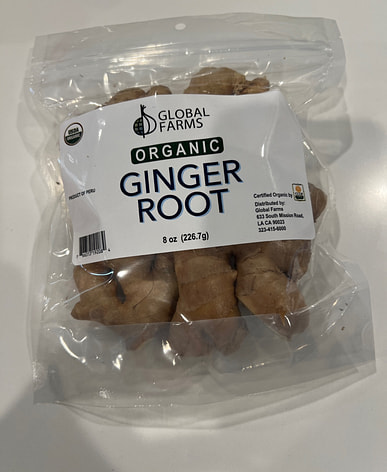 GLOBAL
FARMS
USDA
ORGANIC
GINGER
ROOT
PRODUCT OF PERU
8 oz (226.7g)
Certified Organic by
Distributed by:
Global Farms
633 South Mission Road,
LA CA 90023
323-415-6000